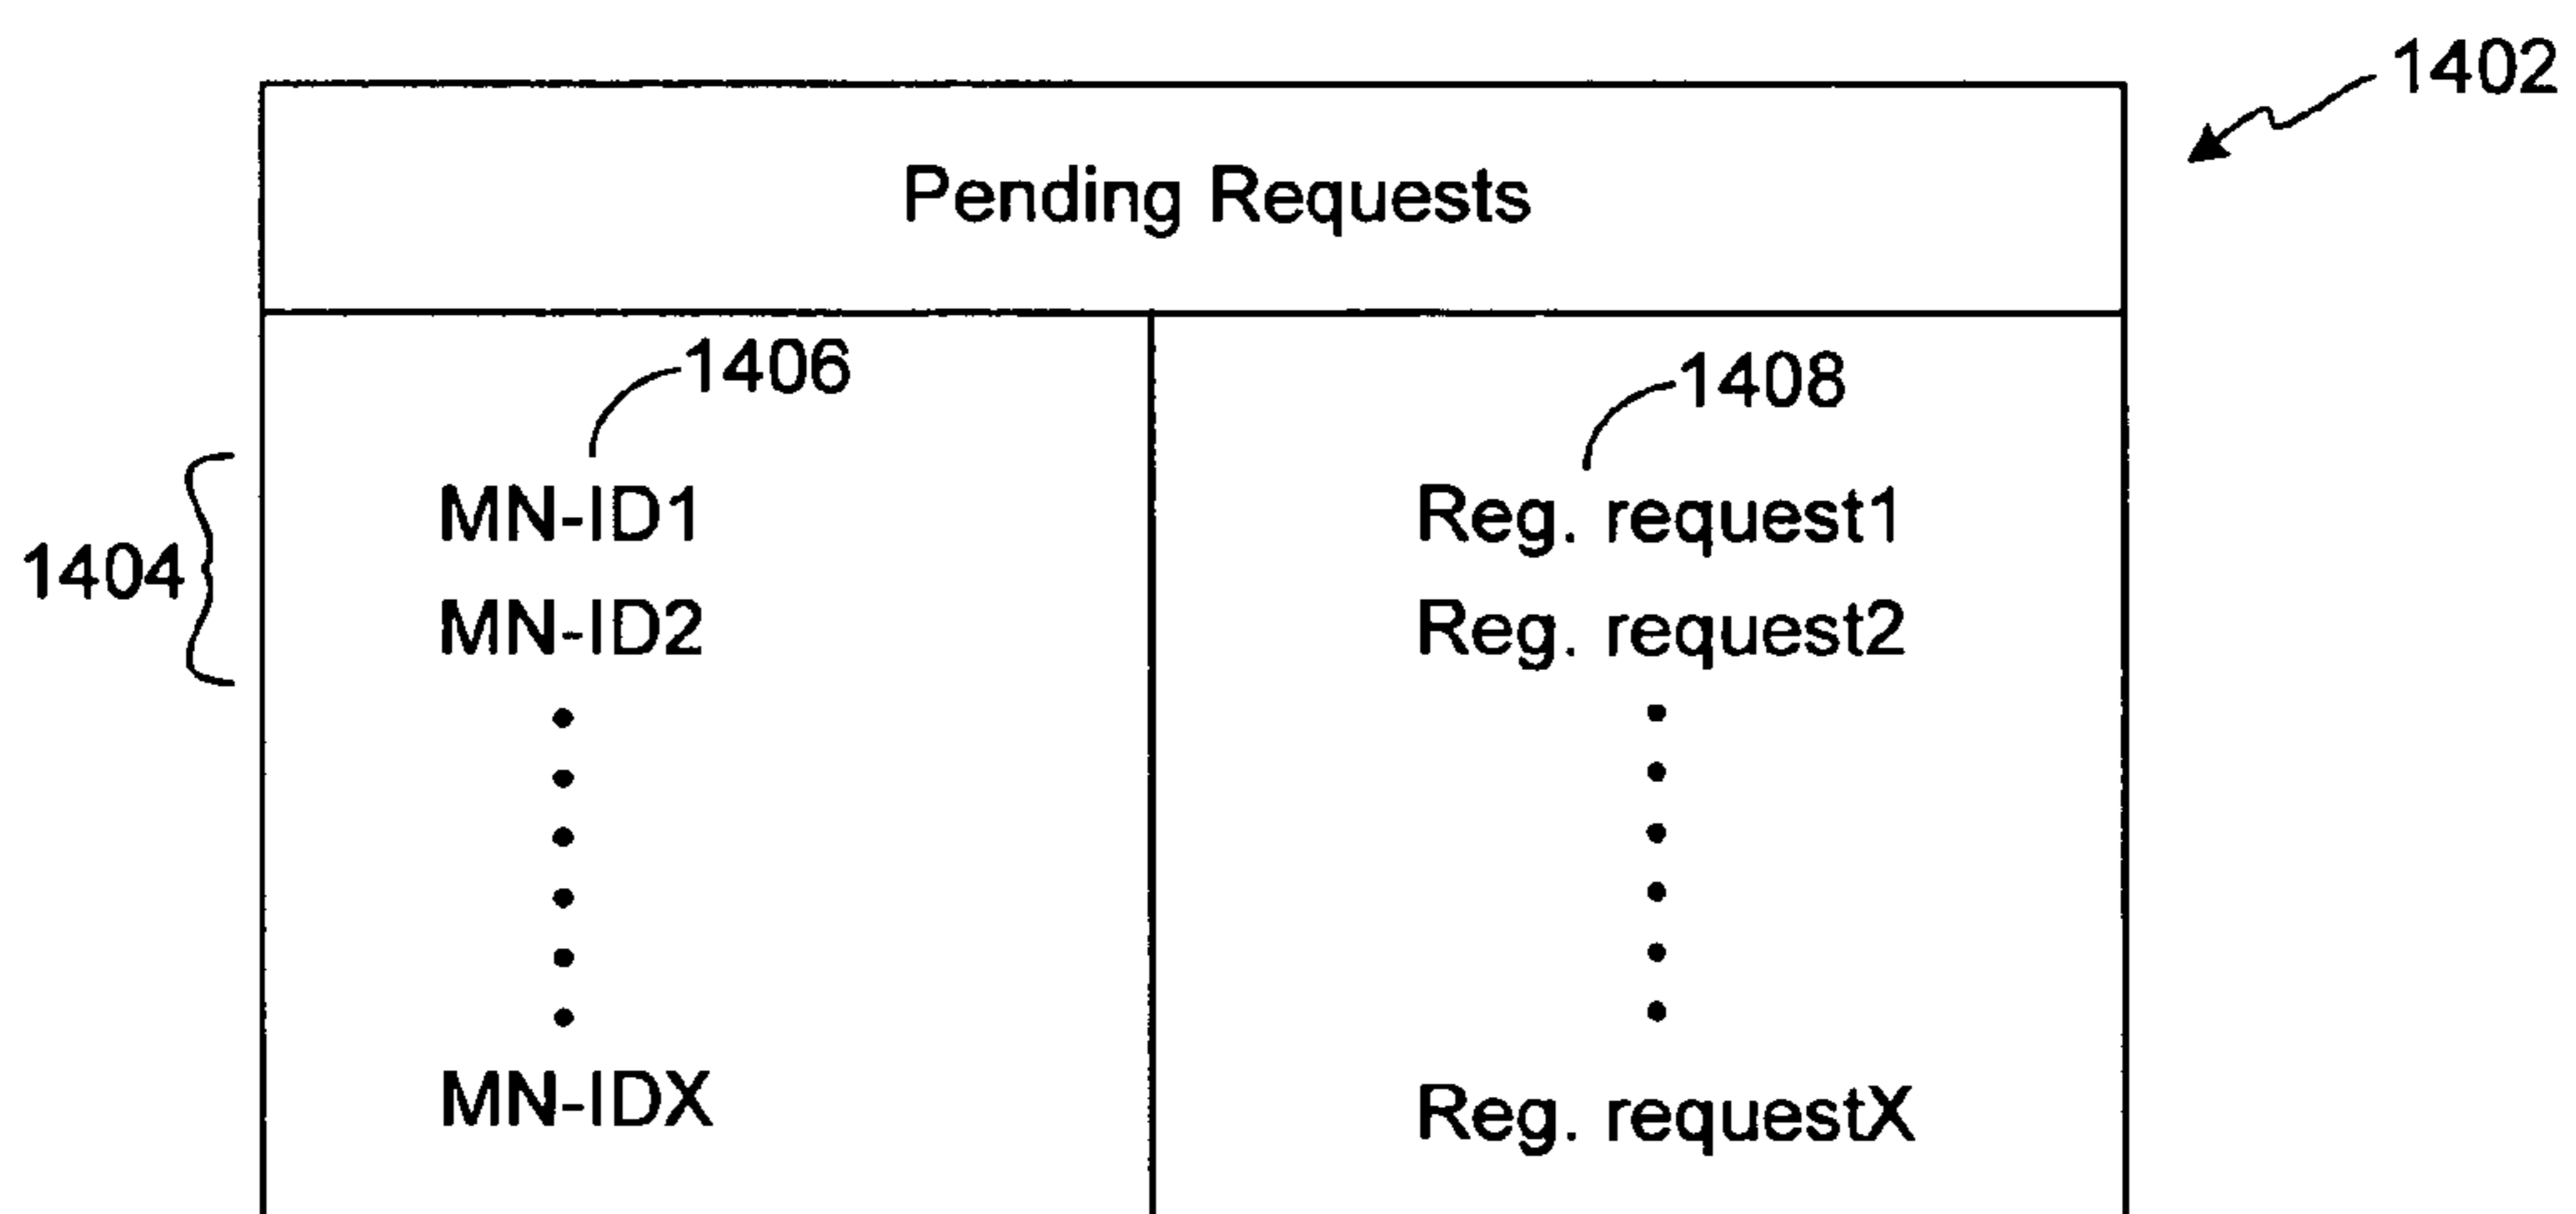 1402
Pending Requests
1406 1408
MN-ID1 Reg. request1
1404
MN-ID2 Reg. request2
MN-IDX Reg. requestX